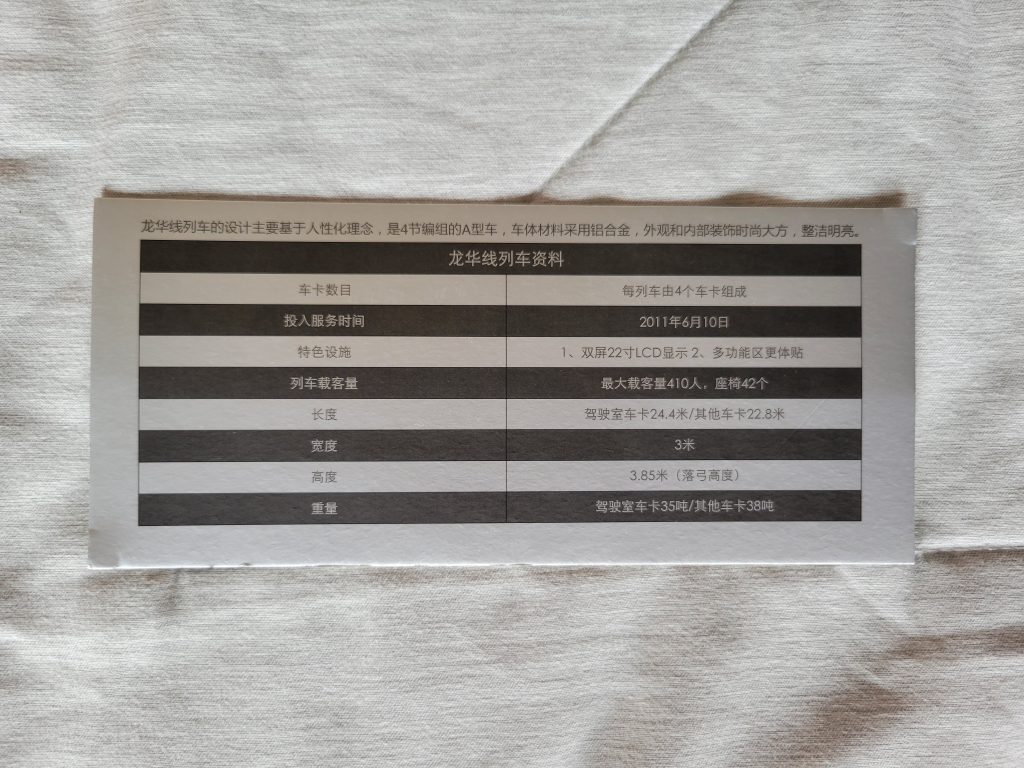 龙华线列车的设计主要基于人性化理念，是4节编组的A型车，车体材料采用铝合金，外观和内部装饰时尚大方，整洁明亮。
龙华线列车资料
车卡数目 每列车由4个车卡组成
投入服务时间 2011年6月10日
特色设施 1、双屏22寸LCD显示 2、多功能区更体贴
列车载客量 最大载客量410人，座椅42个
长度 驾驶室车卡24.4米/其他车卡22.8米
宽度 3米
高度 3.85米（落弓高度）
重量 驾驶室车卡35吨/其他车卡38吨